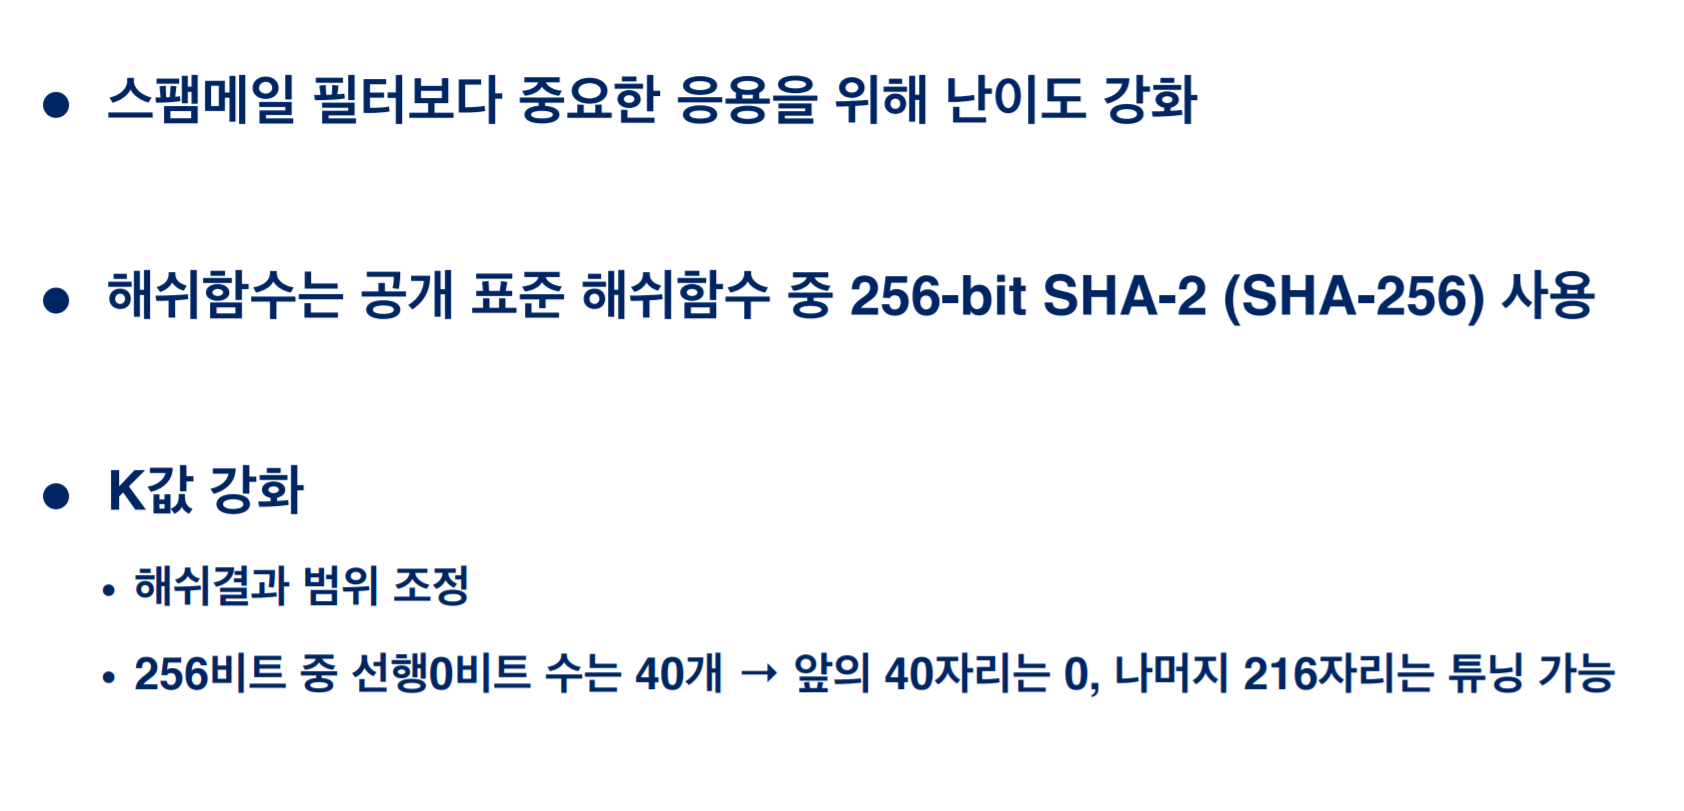 ● 스팸메일 필터보다 중요한 응용을 위해 난이도 강화
● 해쉬함수는 공개 표준 해쉬함수 중 256-bit SHA-2 (SHA-256) 사용
● K값 강화
• 해쉬결과 범위 조정
• 256비트 중 선행0비트 수는 40개 → 앞의 40자리는 0, 나머지 216자리는 튜닝 가능